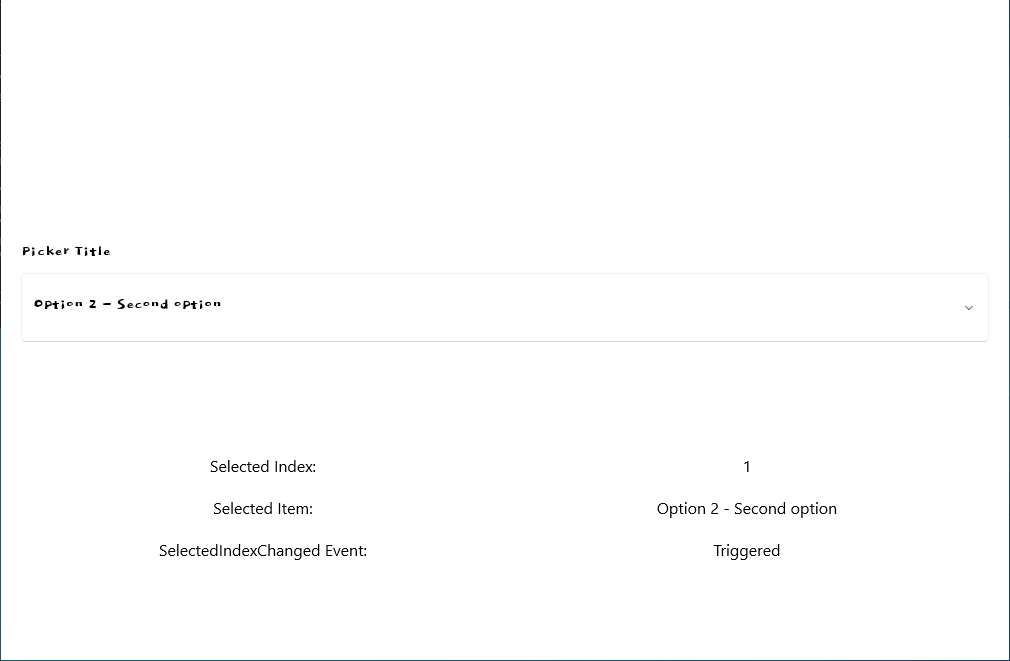 Picker Title
Option 2 - Second option
Selected Index: 1
Selected Item: Option 2 - Second option
SelectedIndexChanged Event: Triggered